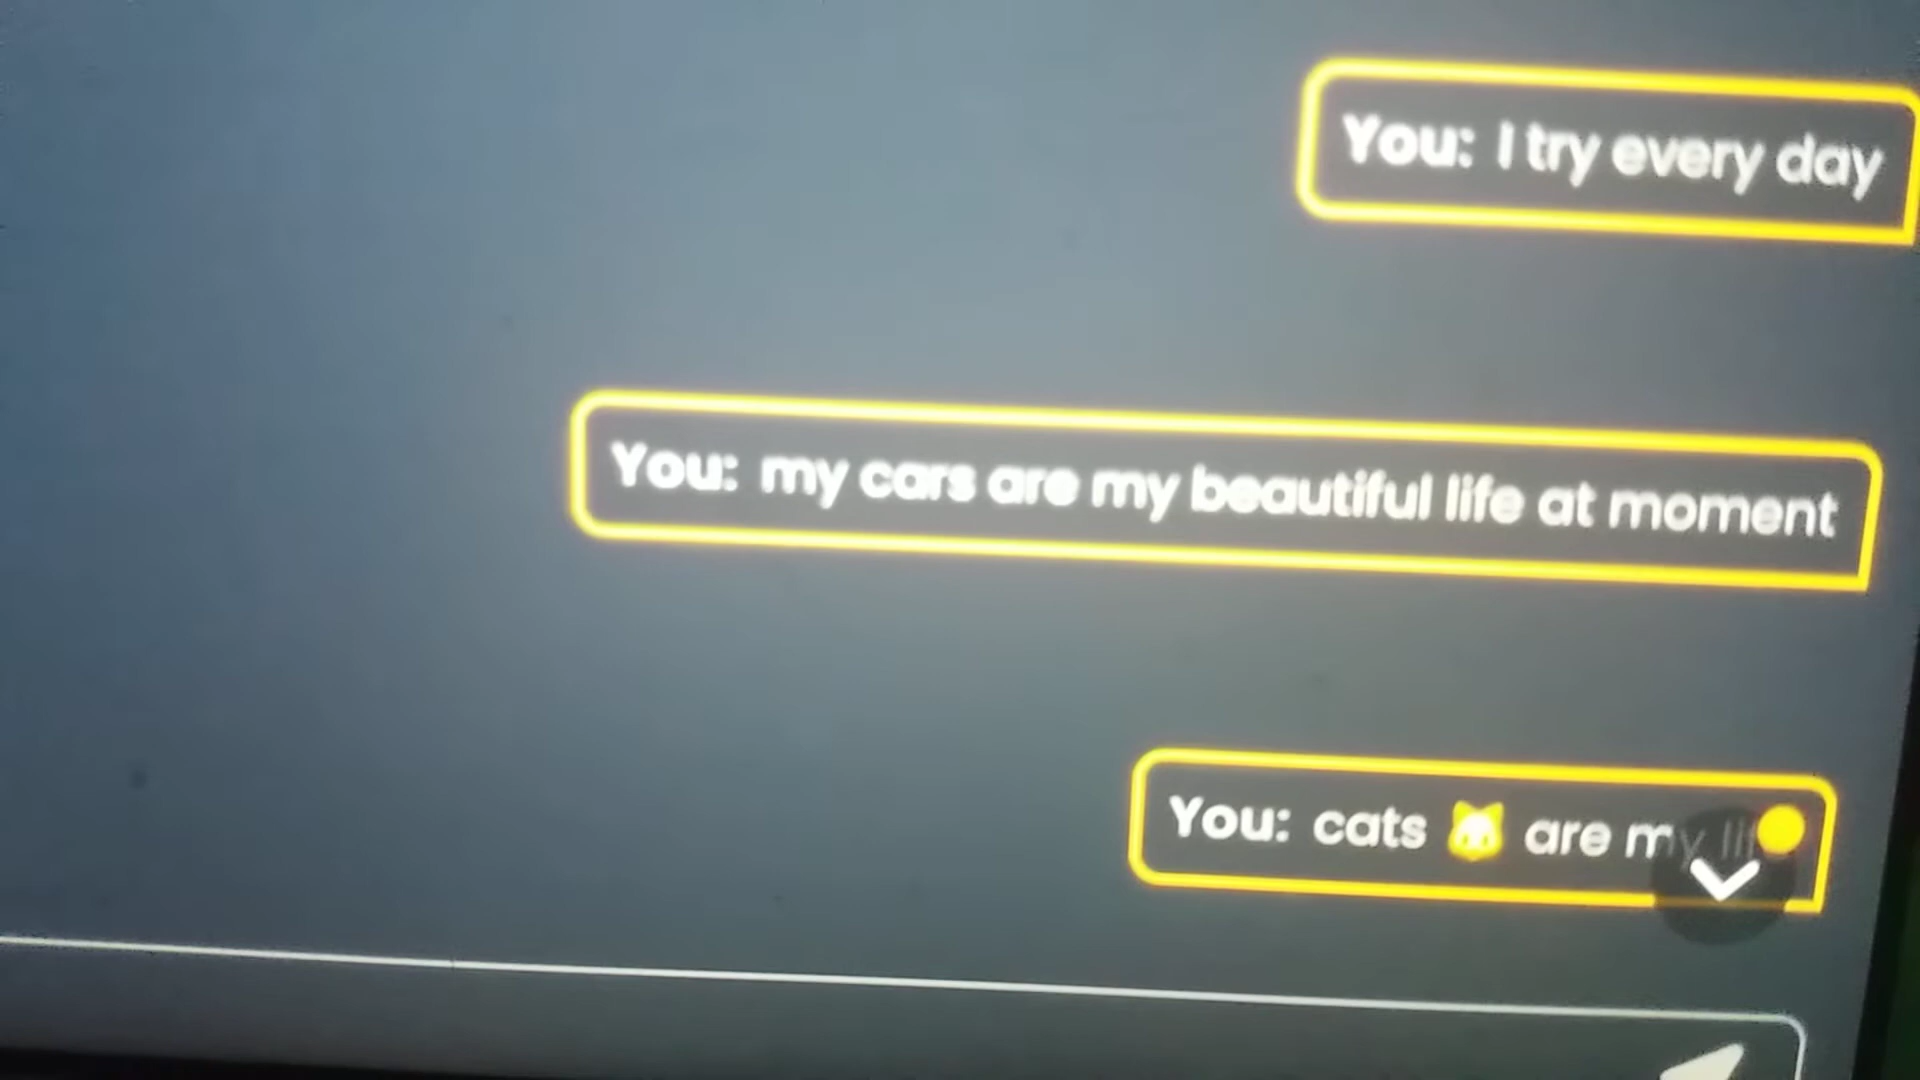 You: I try every day
You: my cars are my beautiful life at moment
You: cats 🐱 are my